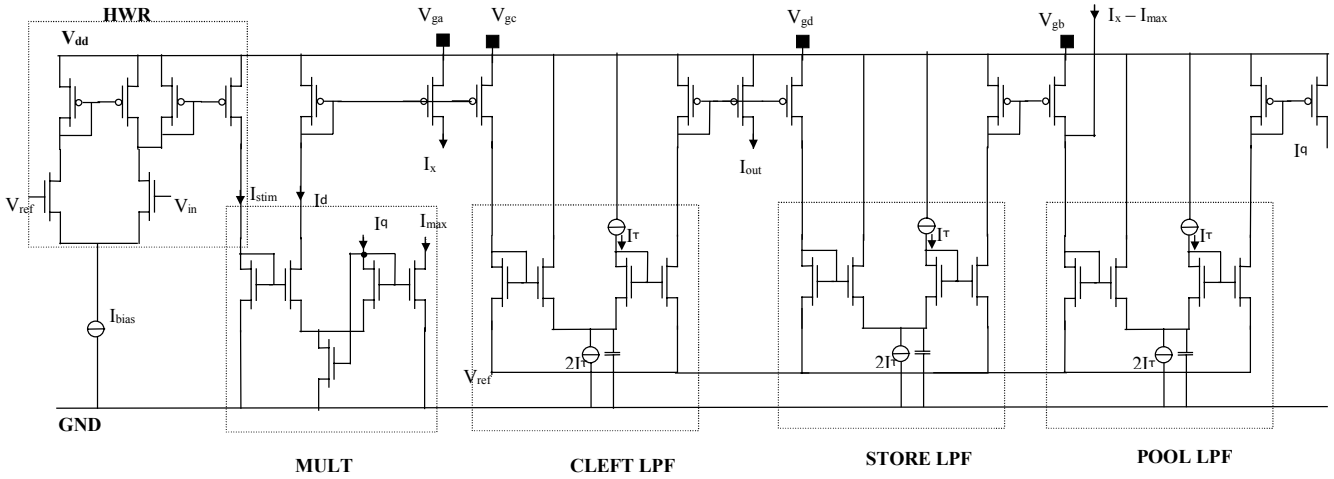 HWR
V_ga
V_gc
V_gd
V_gb
I_x – I_max
V_dd
I_x
I_out
I^q
V_ref
V_in
I_stim
I_d
I^q
I_max
I_τ
I_τ
I_τ
I_bias
2I_τ
2I_τ
2I_τ
V_ref
GND
MULT
CLEFT LPF
STORE LPF
POOL LPF